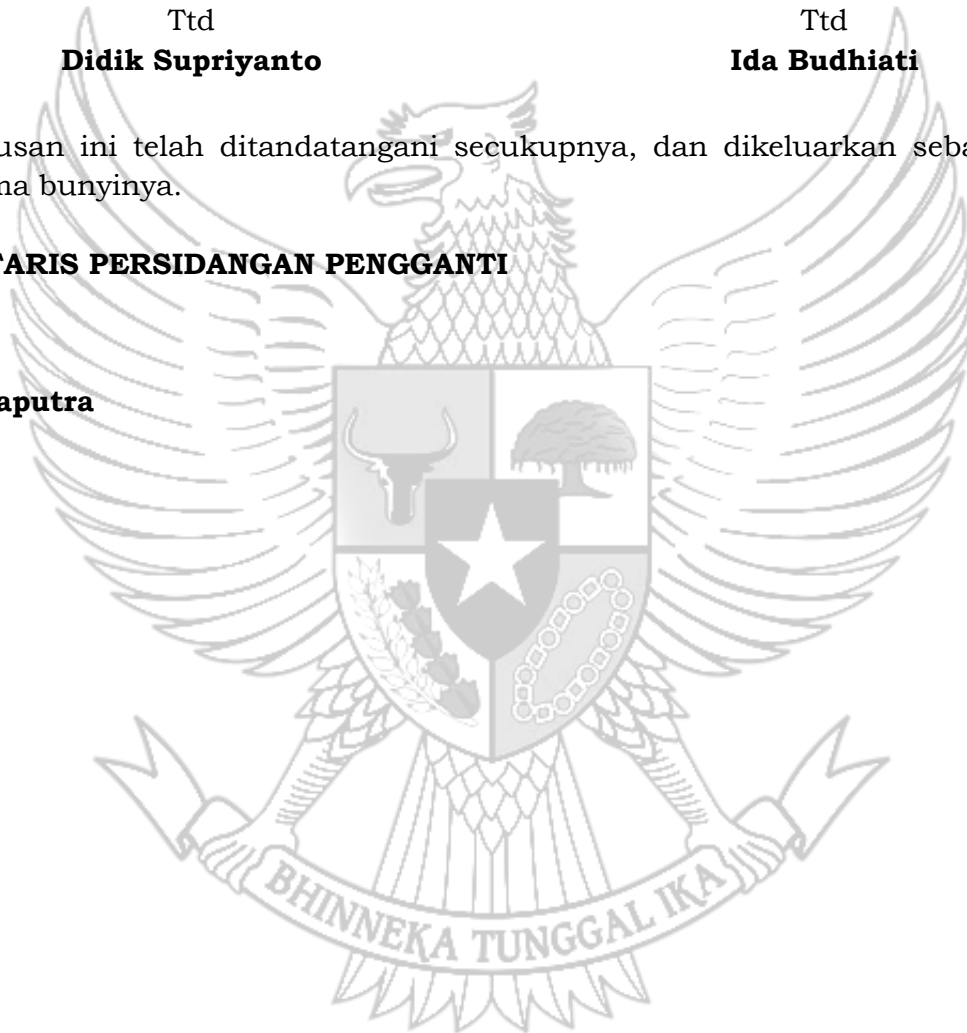 Ttd Ttd
Didik Supriyanto Ida Budhiati
usan ini telah ditandatangani secukupnya, dan dikeluarkan seba
na bunyinya.
TARIS PERSIDANGAN PENGGANTI
aputra
BHINNEKA TUNGGAL IKA